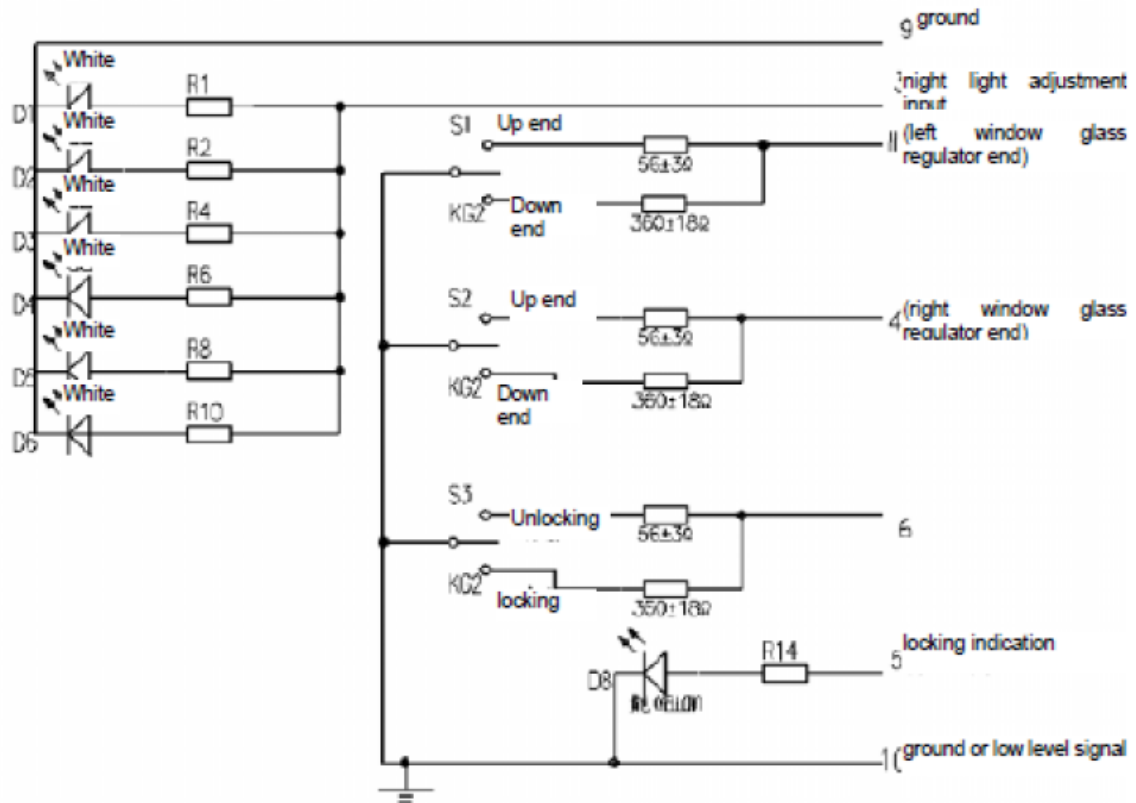 9 ground
White
D1
R1
night light adjustment
input
White
D2
R2
S1 Up end
56±3Ω
(left window glass
regulator end)
White
D3
R4
KG2 Down
end
360±18Ω
White
D4
R6
S2 Up end
56±3Ω
4 (right window glass
regulator end)
White
D5
R8
KG2 Down
end
360±18Ω
White
D6
R10
S3
Unlocking
56±3Ω
6
KG2
locking
360±18Ω
5 locking indication
R14
D8
10 ground or low level signal